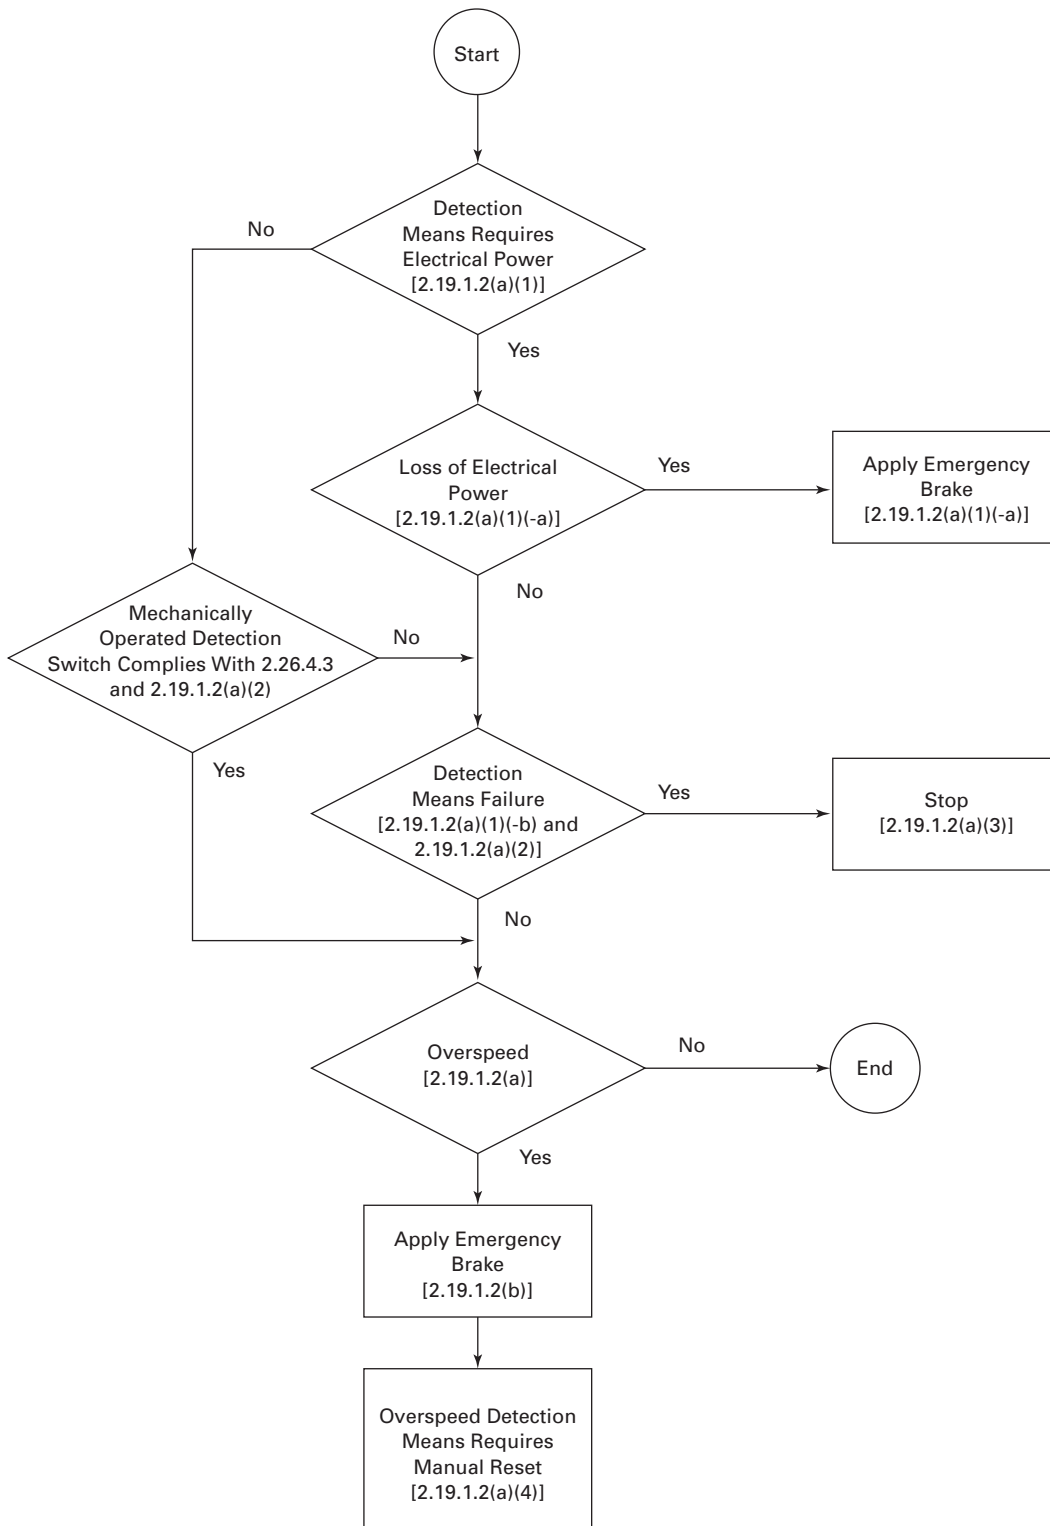 Start
Detection
Means Requires
Electrical Power
[2.19.1.2(a)(1)]
No
Yes
Loss of Electrical
Power
[2.19.1.2(a)(1)(-a)]
Yes
Apply Emergency
Brake
[2.19.1.2(a)(1)(-a)]
No
Mechanically
Operated Detection
Switch Complies With 2.26.4.3
and 2.19.1.2(a)(2)
No
Yes
Detection
Means Failure
[2.19.1.2(a)(1)(-b) and
2.19.1.2(a)(2)]
Yes
Stop
[2.19.1.2(a)(3)]
No
Overspeed
[2.19.1.2(a)]
No
End
Yes
Apply Emergency
Brake
[2.19.1.2(b)]
Overspeed Detection
Means Requires
Manual Reset
[2.19.1.2(a)(4)]